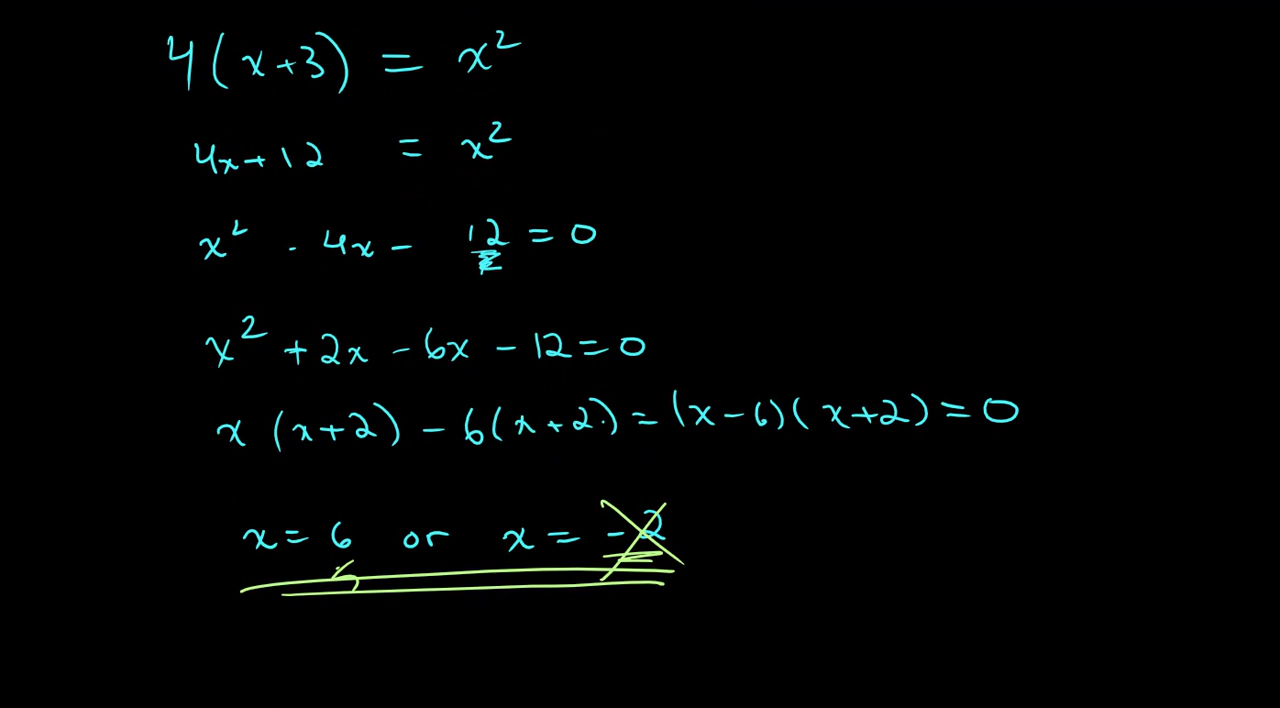 4(x+3) = x²
4x+12 = x²
x² - 4x - 12 = 0
x² + 2x - 6x - 12 = 0
x(x+2) - 6(x+2) = (x-6)(x+2) = 0
x = 6 or x = -2